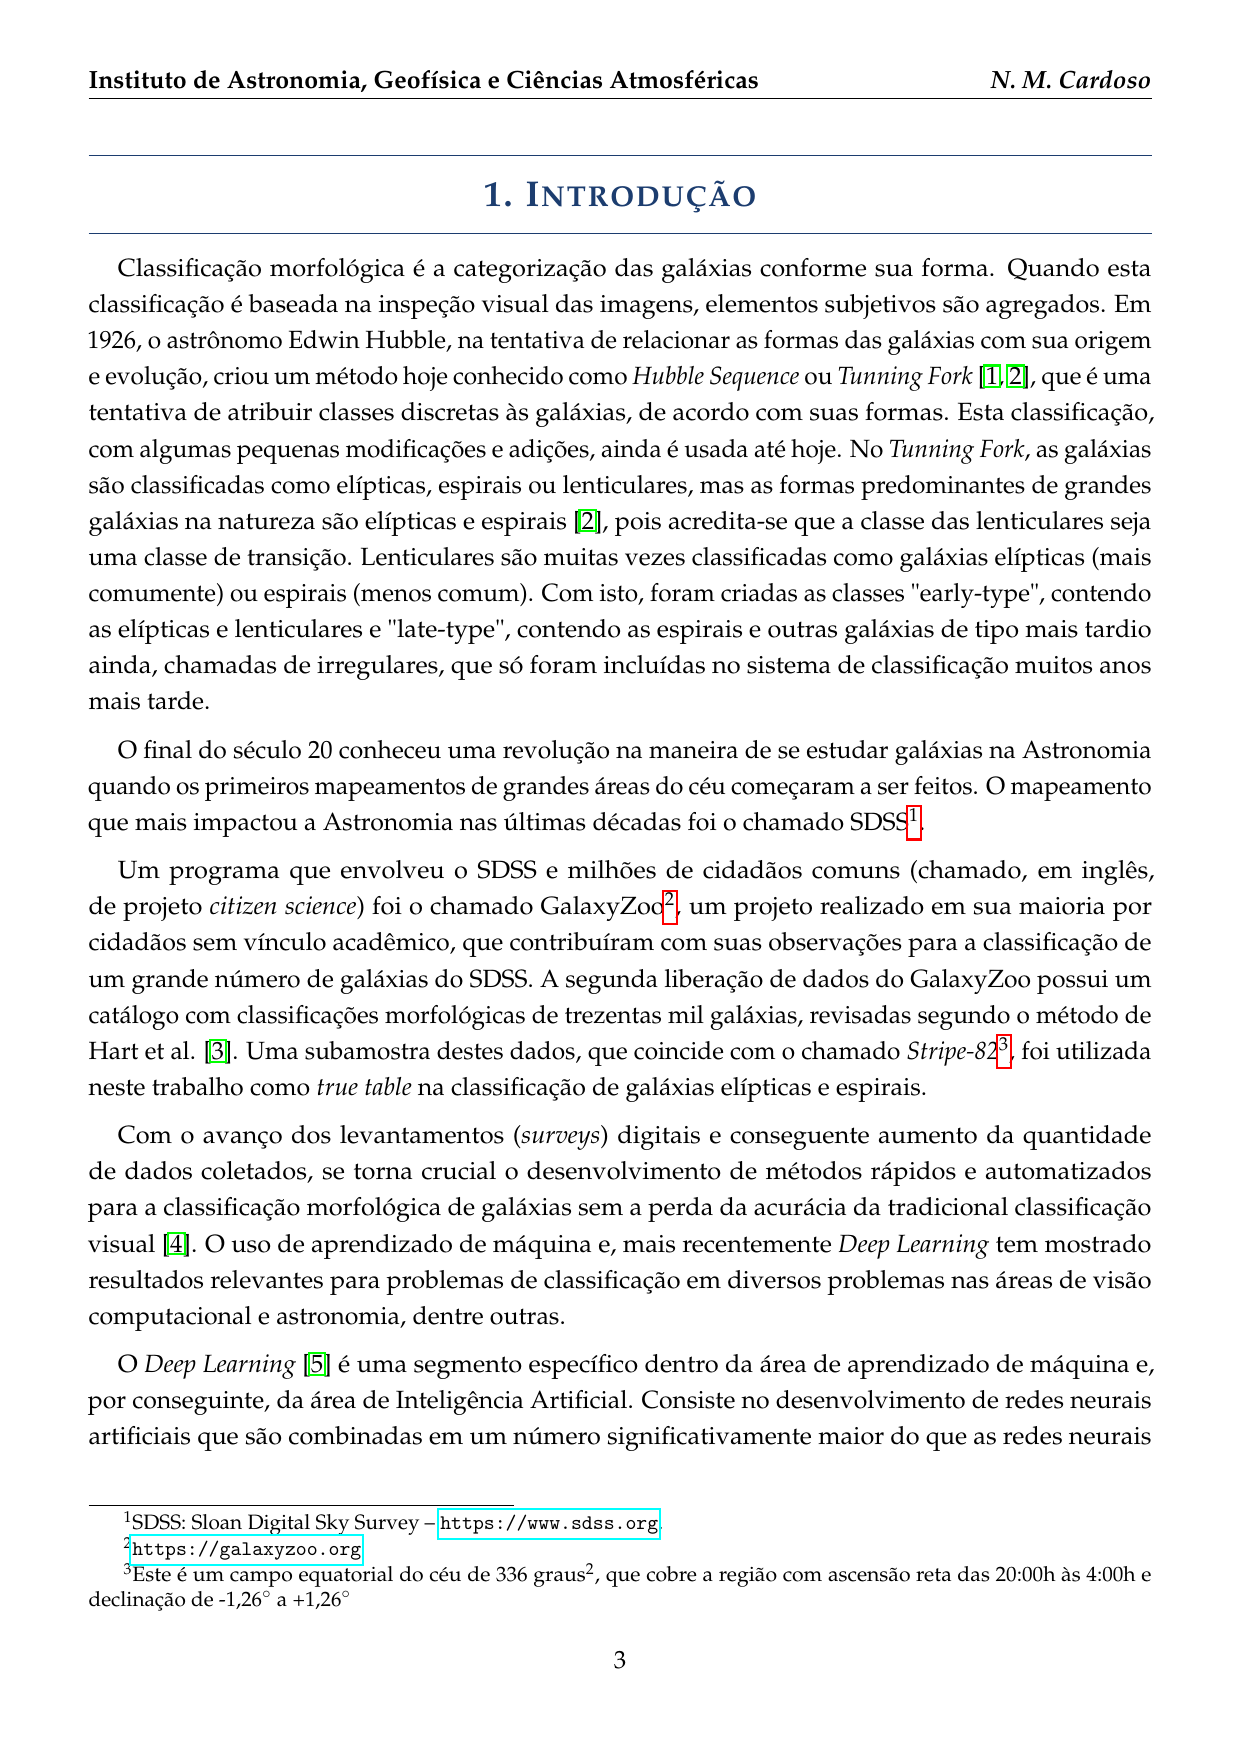 Instituto de Astronomia, Geofísica e Ciências Atmosféricas N. M. Cardoso
1. INTRODUÇÃO
Classificação morfológica é a categorização das galáxias conforme sua forma. Quando esta
classificação é baseada na inspeção visual das imagens, elementos subjetivos são agregados. Em
1926, o astrônomo Edwin Hubble, na tentativa de relacionar as formas das galáxias com sua origem
e evolução, criou um método hoje conhecido como Hubble Sequence ou Tunning Fork [1, 2], que é uma
tentativa de atribuir classes discretas às galáxias, de acordo com suas formas. Esta classificação,
com algumas pequenas modificações e adições, ainda é usada até hoje. No Tunning Fork, as galáxias
são classificadas como elípticas, espirais ou lenticulares, mas as formas predominantes de grandes
galáxias na natureza são elípticas e espirais [2], pois acredita-se que a classe das lenticulares seja
uma classe de transição. Lenticulares são muitas vezes classificadas como galáxias elípticas (mais
comumente) ou espirais (menos comum). Com isto, foram criadas as classes "early-type", contendo
as elípticas e lenticulares e "late-type", contendo as espirais e outras galáxias de tipo mais tardio
ainda, chamadas de irregulares, que só foram incluídas no sistema de classificação muitos anos
mais tarde.
O final do século 20 conheceu uma revolução na maneira de se estudar galáxias na Astronomia
quando os primeiros mapeamentos de grandes áreas do céu começaram a ser feitos. O mapeamento
que mais impactou a Astronomia nas últimas décadas foi o chamado SDSS¹.
Um programa que envolveu o SDSS e milhões de cidadãos comuns (chamado, em inglês,
de projeto citizen science) foi o chamado GalaxyZoo², um projeto realizado em sua maioria por
cidadãos sem vínculo acadêmico, que contribuíram com suas observações para a classificação de
um grande número de galáxias do SDSS. A segunda liberação de dados do GalaxyZoo possui um
catálogo com classificações morfológicas de trezentas mil galáxias, revisadas segundo o método de
Hart et al. [3]. Uma subamostra destes dados, que coincide com o chamado Stripe-82³, foi utilizada
neste trabalho como true table na classificação de galáxias elípticas e espirais.
Com o avanço dos levantamentos (surveys) digitais e conseguente aumento da quantidade
de dados coletados, se torna crucial o desenvolvimento de métodos rápidos e automatizados
para a classificação morfológica de galáxias sem a perda da acurácia da tradicional classificação
visual [4]. O uso de aprendizado de máquina e, mais recentemente Deep Learning tem mostrado
resultados relevantes para problemas de classificação em diversos problemas nas áreas de visão
computacional e astronomia, dentre outras.
O Deep Learning [5] é uma segmento específico dentro da área de aprendizado de máquina e,
por conseguinte, da área de Inteligência Artificial. Consiste no desenvolvimento de redes neurais
artificiais que são combinadas em um número significativamente maior do que as redes neurais
¹SDSS: Sloan Digital Sky Survey – https://www.sdss.org.
²https://galaxyzoo.org
³Este é um campo equatorial do céu de 336 graus², que cobre a região com ascensão reta das 20:00h às 4:00h e
declinação de -1,26° a +1,26°
3